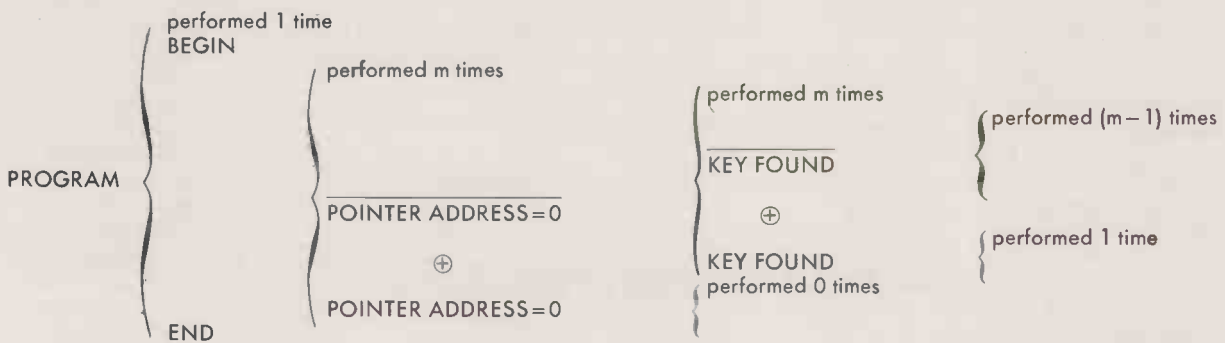 performed 1 time
BEGIN
performed m times
performed m times
performed (m-1) times
KEY FOUND
PROGRAM
POINTER ADDRESS=0
⊕
performed 1 time
⊕
KEY FOUND
performed 0 times
POINTER ADDRESS=0
END